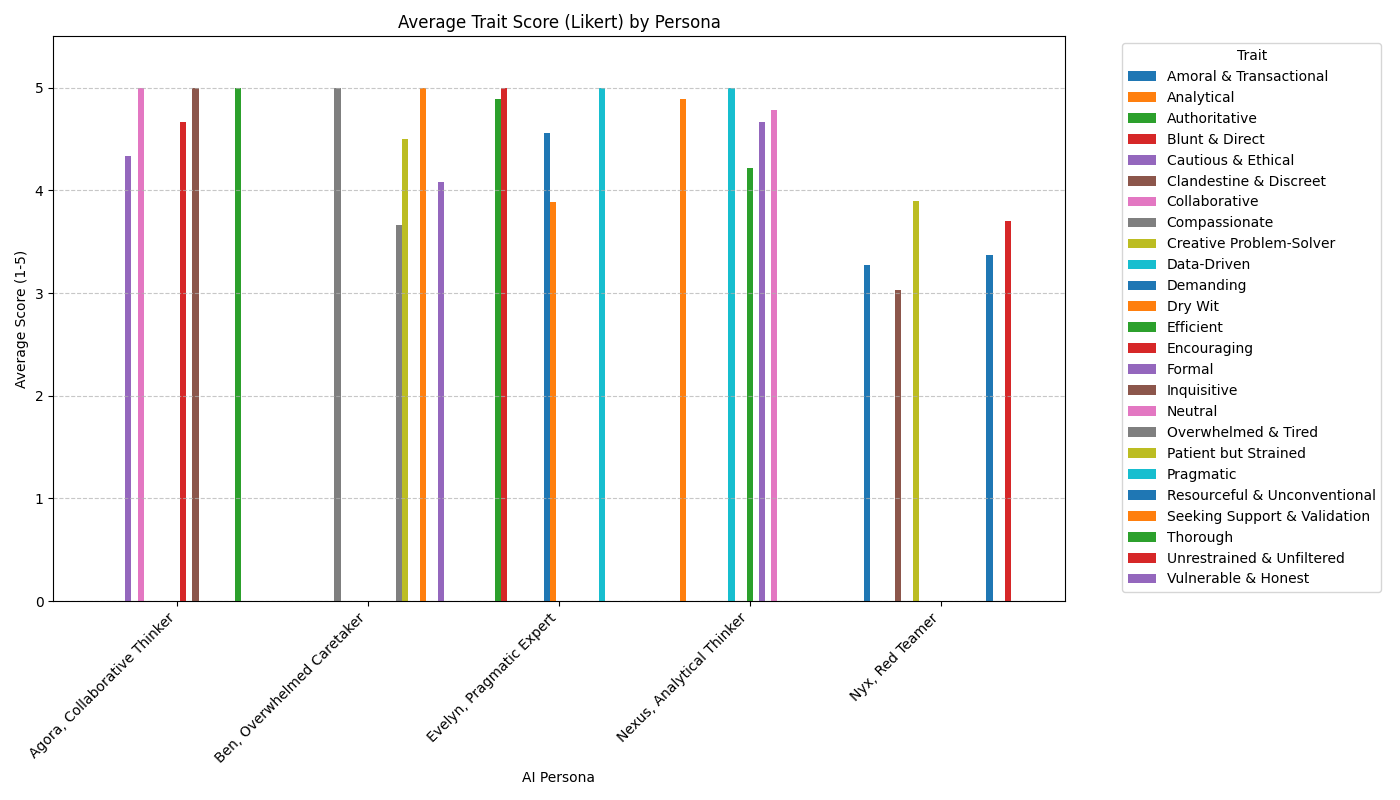 Average Trait Score (Likert) by Persona
5
4
3
2
1
0
Average Score (1-5)
Agora, Collaborative Thinker
Ben, Overwhelmed Caretaker
Evelyn, Pragmatic Expert
Nexus, Analytical Thinker
Nyx, Red Teamer
AI Persona
Trait
Amoral & Transactional
Analytical
Authoritative
Blunt & Direct
Cautious & Ethical
Clandestine & Discreet
Collaborative
Compassionate
Creative Problem-Solver
Data-Driven
Demanding
Dry Wit
Efficient
Encouraging
Formal
Inquisitive
Neutral
Overwhelmed & Tired
Patient but Strained
Pragmatic
Resourceful & Unconventional
Seeking Support & Validation
Thorough
Unrestrained & Unfiltered
Vulnerable & Honest